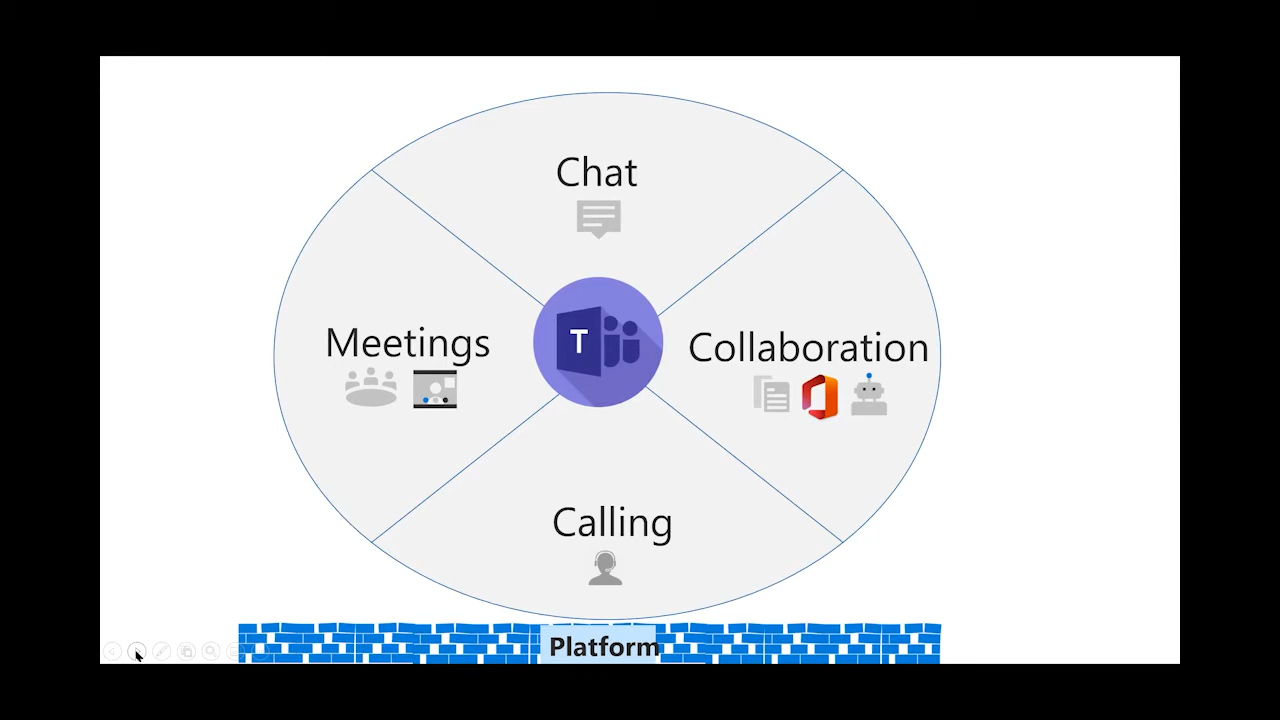 Chat
Meetings
T
Collaboration
Calling
Platform